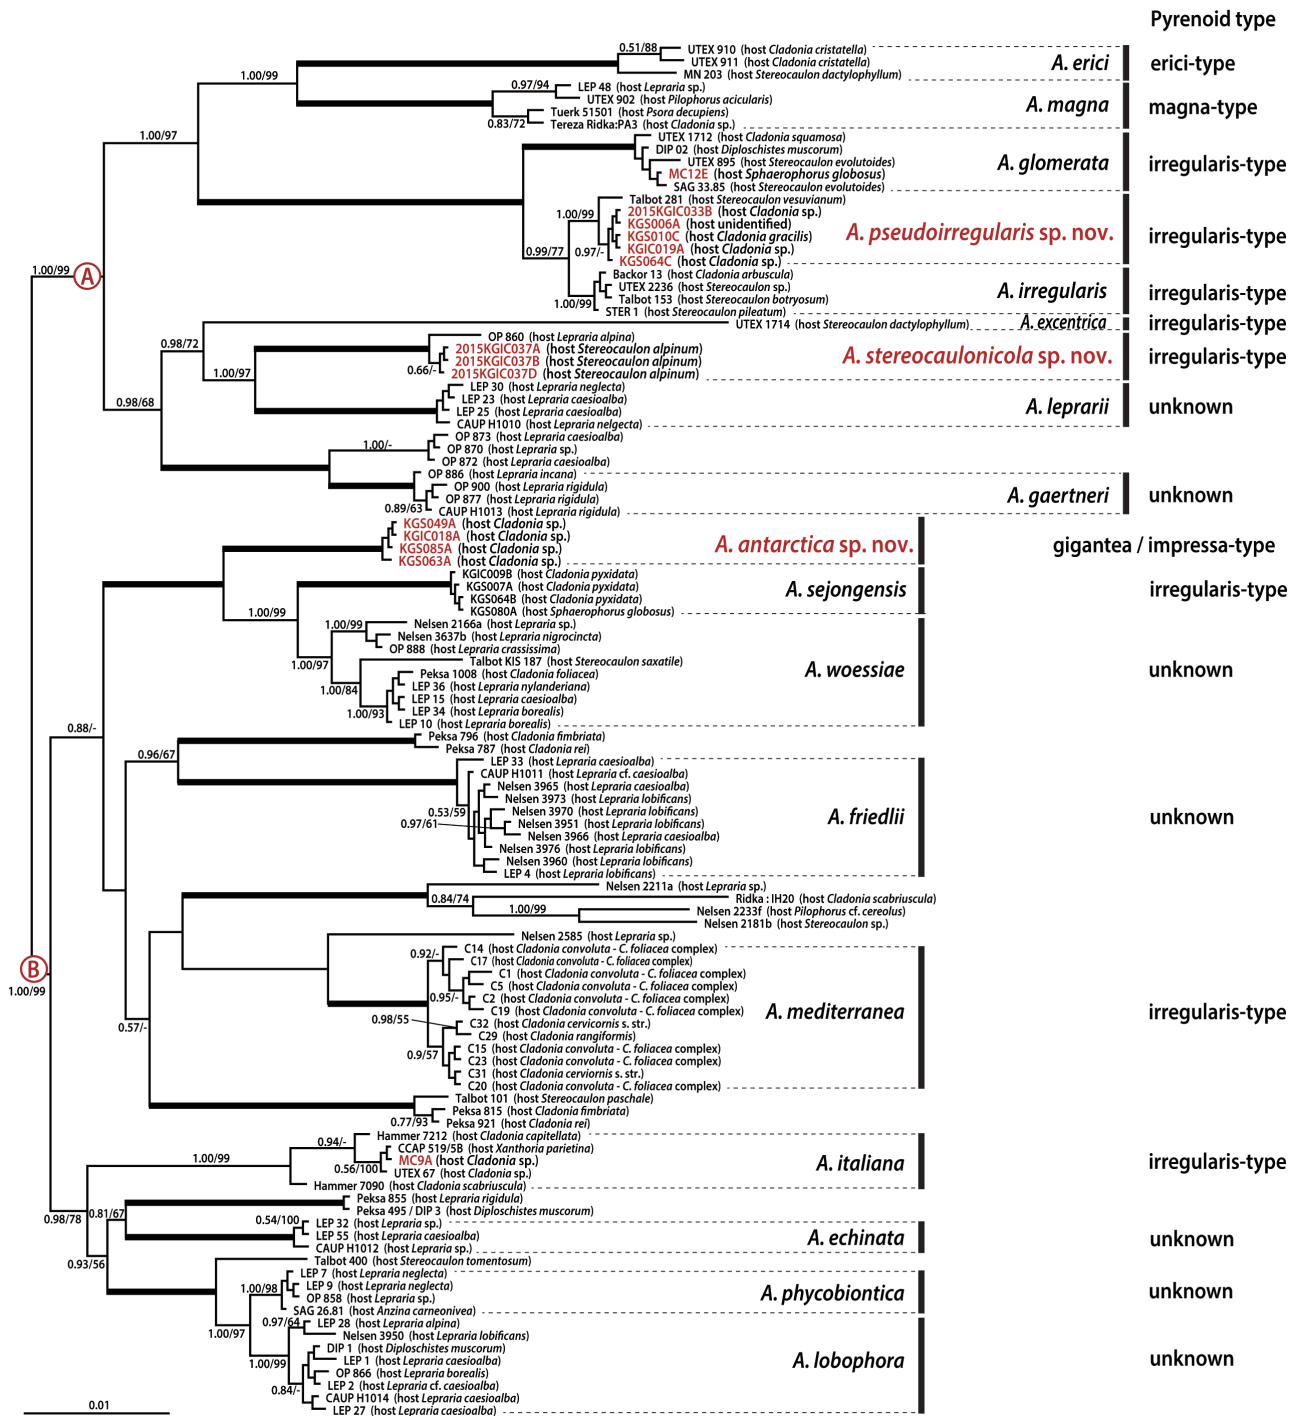 Pyrenoid type
0.51/88
UTEX 910 (host Cladonia cristatella)
UTEX 911 (host Cladonia cristatella)
MN 203 (host Stereocaulon dactylophyllum)
A. erici
erici-type
1.00/99
0.97/94
LEP 48 (host Lepraria sp.)
UTEX 902 (host Pilophorus acicularis)
Tuerk 51501 (host Psora decupiens)
0.83/72
Tereza Ridka:PA3 (host Cladonia sp.)
A. magna
magna-type
1.00/97
UTEX 1712 (host Cladonia squamosa)
DIP 02 (host Diploschistes muscorum)
UTEX 895 (host Stereocaulon evolutoides)
MC12E (host Sphaerophorus globosus)
SAG 33.85 (host Stereocaulon evolutoides)
A. glomerata
irregularis-type
Talbot 281 (host Stereocaulon vesuvianum)
1.00/99
2015KGIC033B (host Cladonia sp.)
KGS006A (host unidentified)
KGS010C (host Cladonia gracilis)
0.99/77
0.97/-
KGIC019A (host Cladonia sp.)
KGS064C (host Cladonia sp.)
A. pseudoirregularis sp. nov.
irregularis-type
Backor 13 (host Cladonia arbuscula)
UTEX 2236 (host Stereocaulon sp.)
1.00/99
Talbot 153 (host Stereocaulon botryosum)
STER 1 (host Stereocaulon pileatum)
A. irregularis
irregularis-type
1.00/99
A
UTEX 1714 (host Stereocaulon dactylophyllum)
A. excentrica
irregularis-type
0.98/72
OP 860 (host Lepraria alpina)
2015KGIC037A (host Stereocaulon alpinum)
2015KGIC037B (host Stereocaulon alpinum)
0.66/-
2015KGIC037D (host Stereocaulon alpinum)
A. stereocaulonicola sp. nov.
irregularis-type
1.00/97
LEP 30 (host Lepraria neglecta)
LEP 23 (host Lepraria caesioalba)
LEP 25 (host Lepraria caesioalba)
CAUP H1010 (host Lepraria nelgecta)
A. leprarii
unknown
0.98/68
OP 873 (host Lepraria caesioalba)
1.00/-
OP 870 (host Lepraria sp.)
OP 872 (host Lepraria caesioalba)
OP 886 (host Lepraria incana)
OP 900 (host Lepraria rigidula)
OP 877 (host Lepraria rigidula)
0.89/63
CAUP H1013 (host Lepraria rigidula)
A. gaertneri
unknown
KGS049A (host Cladonia sp.)
KGIC018A (host Cladonia sp.)
KGS085A (host Cladonia sp.)
KGS063A (host Cladonia sp.)
A. antarctica sp. nov.
gigantea / impressa-type
KGIC009B (host Cladonia pyxidata)
KGS007A (host Cladonia pyxidata)
KGS064B (host Cladonia pyxidata)
KGS080A (host Sphaerophorus globosus)
A. sejongensis
irregularis-type
1.00/99
1.00/99
Nelsen 2166a (host Lepraria sp.)
Nelsen 3637b (host Lepraria nigrocincta)
OP 888 (host Lepraria crassissima)
1.00/97
Talbot KIS 187 (host Stereocaulon saxatile)
Peksa 1008 (host Cladonia foliacea)
1.00/84
LEP 36 (host Lepraria nylanderiana)
LEP 15 (host Lepraria caesioalba)
1.00/93
LEP 34 (host Lepraria borealis)
LEP 10 (host Lepraria borealis)
A. woessiae
unknown
0.88/-
Peksa 796 (host Cladonia fimbriata)
Peksa 787 (host Cladonia rei)
0.96/67
LEP 33 (host Lepraria caesioalba)
CAUP H1011 (host Lepraria cf. caesioalba)
Nelsen 3965 (host Lepraria caesioalba)
Nelsen 3973 (host Lepraria lobificans)
0.53/59
Nelsen 3970 (host Lepraria lobificans)
0.97/61
Nelsen 3951 (host Lepraria lobificans)
Nelsen 3966 (host Lepraria caesioalba)
Nelsen 3976 (host Lepraria lobificans)
Nelsen 3960 (host Lepraria lobificans)
LEP 4 (host Lepraria lobificans)
A. friedlii
unknown
Nelsen 2211a (host Lepraria sp.)
0.84/74
Ridka : IH20 (host Cladonia scabriuscula)
1.00/99
Nelsen 2233f (host Pilophorus cf. cereolus)
Nelsen 2181b (host Stereocaulon sp.)
Nelsen 2585 (host Lepraria sp.)
0.92/-
C14 (host Cladonia convoluta - C. foliacea complex)
C17 (host Cladonia convoluta - C. foliacea complex)
C1 (host Cladonia convoluta - C. foliacea complex)
C5 (host Cladonia convoluta - C. foliacea complex)
0.95/-
C2 (host Cladonia convoluta - C. foliacea complex)
C19 (host Cladonia convoluta - C. foliacea complex)
0.98/55
C32 (host Cladonia cervicornis s. str.)
C29 (host Cladonia rangiformis)
0.9/57
C15 (host Cladonia convoluta - C. foliacea complex)
C23 (host Cladonia convoluta - C. foliacea complex)
C31 (host Cladonia cerviornis s. str.)
C20 (host Cladonia convoluta - C. foliacea complex)
A. mediterranea
irregularis-type
B
1.00/99
0.57/-
Talbot 101 (host Stereocaulon paschale)
Peksa 815 (host Cladonia fimbriata)
0.77/93
Peksa 921 (host Cladonia rei)
Hammer 7212 (host Cladonia capitellata)
0.94/-
CCAP 519/5B (host Xanthoria parietina)
1.00/99
MC9A (host Cladonia sp.)
0.56/100
UTEX 67 (host Cladonia sp.)
Hammer 7090 (host Cladonia scabriuscula)
A. italiana
irregularis-type
Peksa 855 (host Lepraria rigidula)
Peksa 495 / DIP 3 (host Diploschistes muscorum)
0.98/78
0.81/67
0.54/100
LEP 32 (host Lepraria sp.)
LEP 55 (host Lepraria caesioalba)
CAUP H1012 (host Lepraria sp.)
A. echinata
unknown
0.93/56
Talbot 400 (host Stereocaulon tomentosum)
LEP 7 (host Lepraria neglecta)
1.00/98
LEP 9 (host Lepraria neglecta)
OP 858 (host Lepraria sp.)
SAG 26.81 (host Anzina carneonivea)
A. phycobiontica
unknown
1.00/97
0.97/64
LEP 28 (host Lepraria alpina)
Nelsen 3950 (host Lepraria lobificans)
DIP 1 (host Diploschistes muscorum)
1.00/99
LEP 1 (host Lepraria caesioalba)
OP 866 (host Lepraria borealis)
0.84/-
LEP 2 (host Lepraria cf. caesioalba)
CAUP H1014 (host Lepraria caesioalba)
LEP 27 (host Lepraria caesioalba)
A. lobophora
unknown
0.01